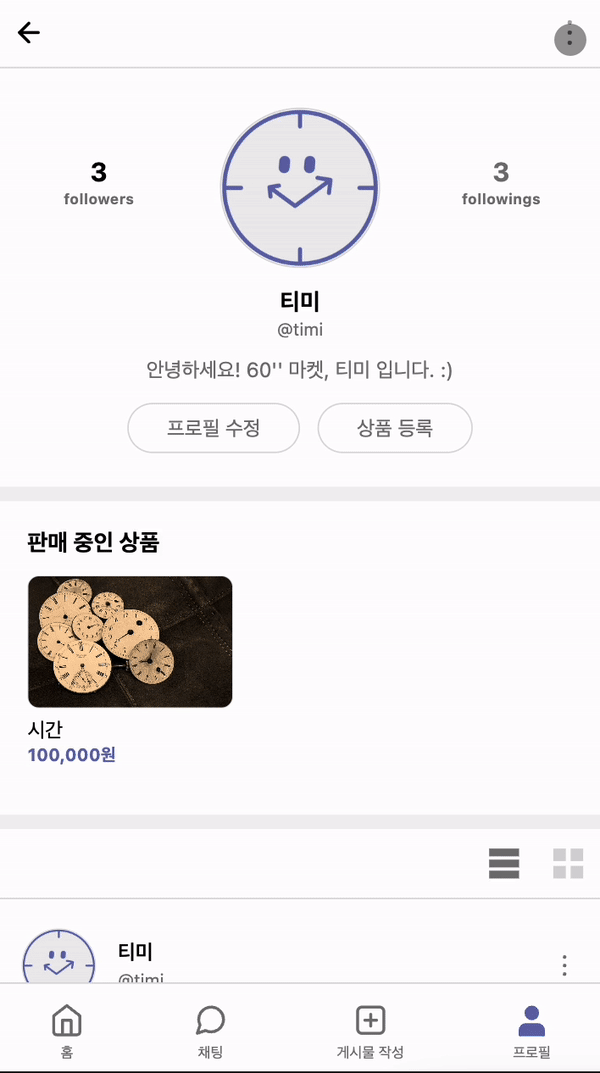 3
followers
3
followings
티미
@timi
안녕하세요! 60'' 마켓, 티미 입니다. :)
프로필 수정
상품 등록
판매 중인 상품
시간
100,000원
티미
@timi
홈
채팅
게시물 작성
프로필